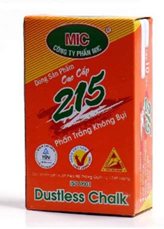 MIC
CÔNG TY PHẤN MIC
Dòng Sản Phẩm
Cao Cấp
215
Phấn Trắng Không Bụi
Dustless Chalk